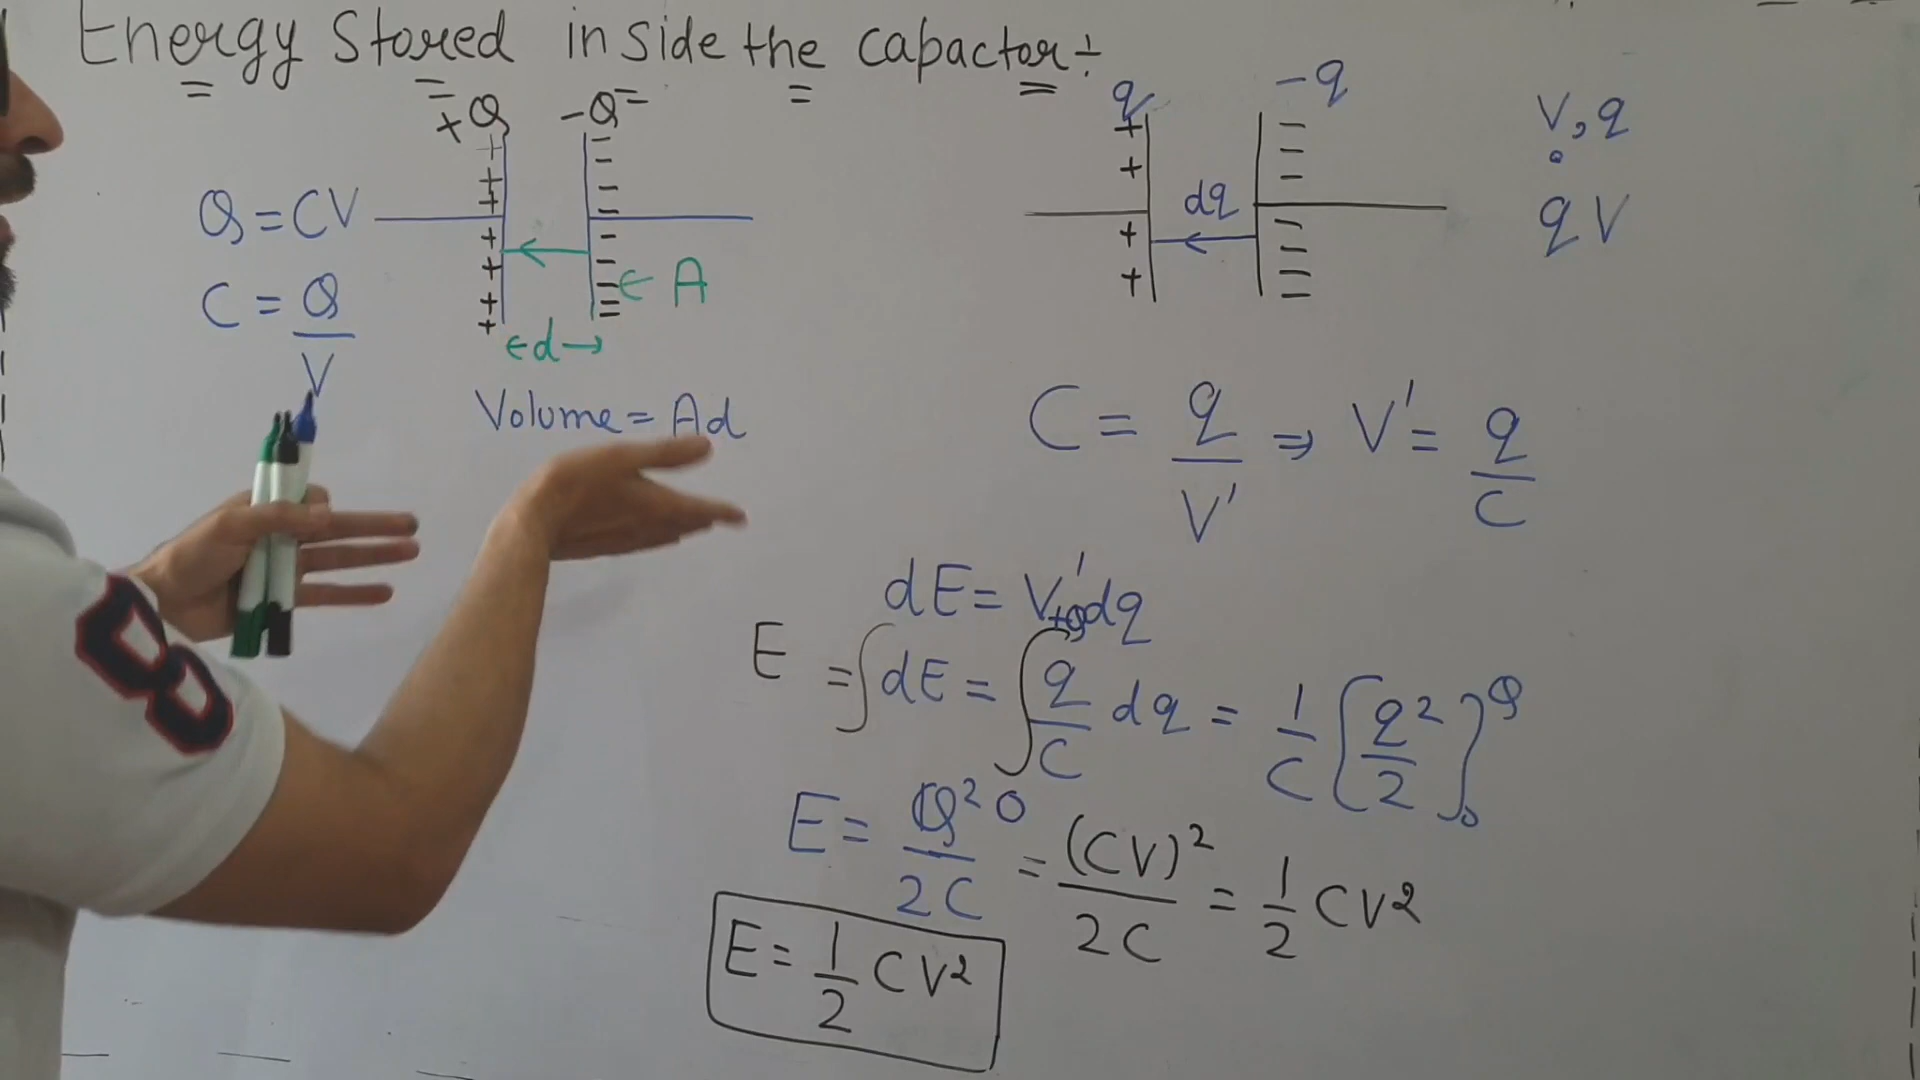 Energy Stored inside the Capactor:-
+Q -Q
Q = CV
C = Q/V
A
d
Volume = Ad
q -q
dq
V, q
qV
C = q/V' ⇒ V' = q/C
dE = V'dq
E = ∫dE = ∫ q/C dq = 1/C [q²/2]₀^Q
E = Q²/2C = (CV)²/2C = 1/2 CV²
E = 1/2 CV²